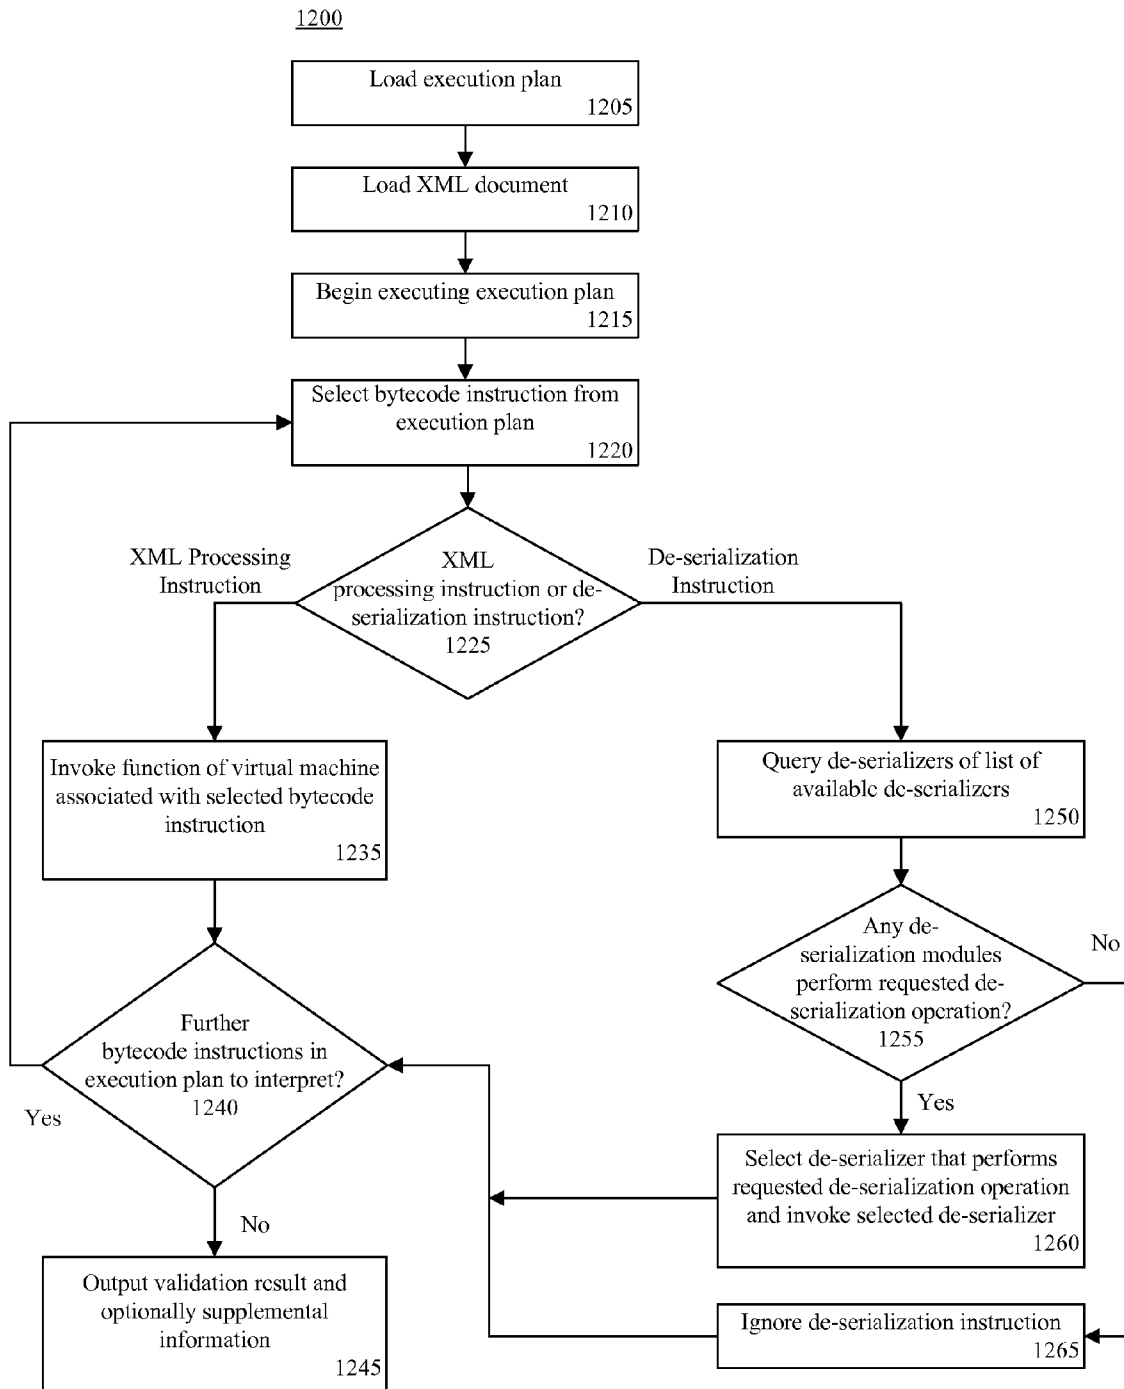 1200
Load execution plan
1205
Load XML document
1210
Begin executing execution plan
1215
Select bytecode instruction from
execution plan
1220
XML Processing
Instruction
XML
processing instruction or de-
serialization instruction?
1225
De-serialization
Instruction
Invoke function of virtual machine
associated with selected bytecode
instruction
1235
Query de-serializers of list of
available de-serializers
1250
Any de-
serialization modules
perform requested de-
serialization operation?
1255
No
Yes
Further
bytecode instructions in
execution plan to interpret?
1240
Yes
No
Select de-serializer that performs
requested de-serialization operation
and invoke selected de-serializer
1260
Output validation result and
optionally supplemental
information
1245
Ignore de-serialization instruction
1265